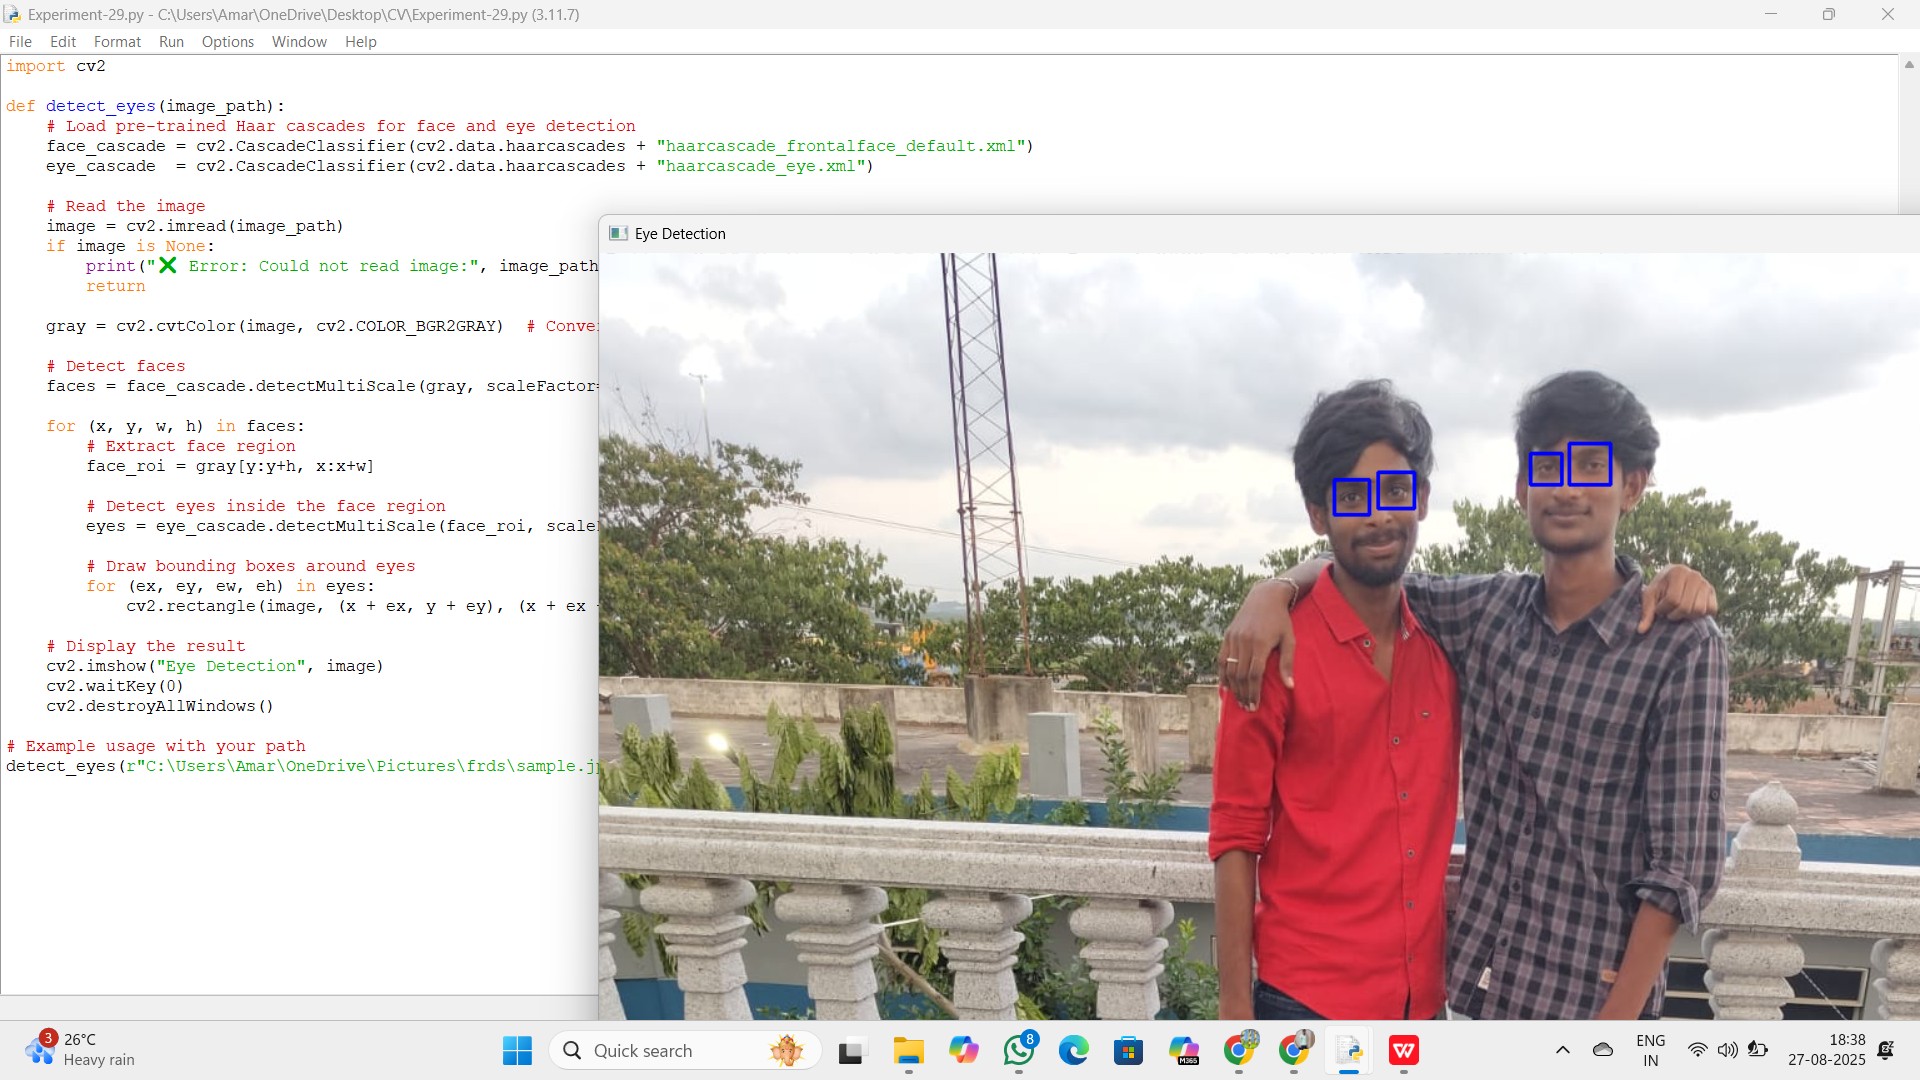 Experiment-29.py - C:\Users\Amar\OneDrive\Desktop\CV\Experiment-29.py (3.11.7)
File Edit Format Run Options Window Help
import cv2
def detect_eyes(image_path):
    # Load pre-trained Haar cascades for face and eye detection
    face_cascade = cv2.CascadeClassifier(cv2.data.haarcascades + "haarcascade_frontalface_default.xml")
    eye_cascade  = cv2.CascadeClassifier(cv2.data.haarcascades + "haarcascade_eye.xml")
    # Read the image
    image = cv2.imread(image_path)
    if image is None:
        print("❌ Error: Could not read image:", image_path
        return
    gray = cv2.cvtColor(image, cv2.COLOR_BGR2GRAY)  # Conve
    # Detect faces
    faces = face_cascade.detectMultiScale(gray, scaleFactor=
    for (x, y, w, h) in faces:
        # Extract face region
        face_roi = gray[y:y+h, x:x+w]
        # Detect eyes inside the face region
        eyes = eye_cascade.detectMultiScale(face_roi, scale
        # Draw bounding boxes around eyes
        for (ex, ey, ew, eh) in eyes:
            cv2.rectangle(image, (x + ex, y + ey), (x + ex +
    # Display the result
    cv2.imshow("Eye Detection", image)
    cv2.waitKey(0)
    cv2.destroyAllWindows()
# Example usage with your path
detect_eyes(r"C:\Users\Amar\OneDrive\Pictures\frds\sample.jp
Eye Detection
3
26°C
Heavy rain
Quick search
8
M365
ENG
IN
18:38
27-08-2025